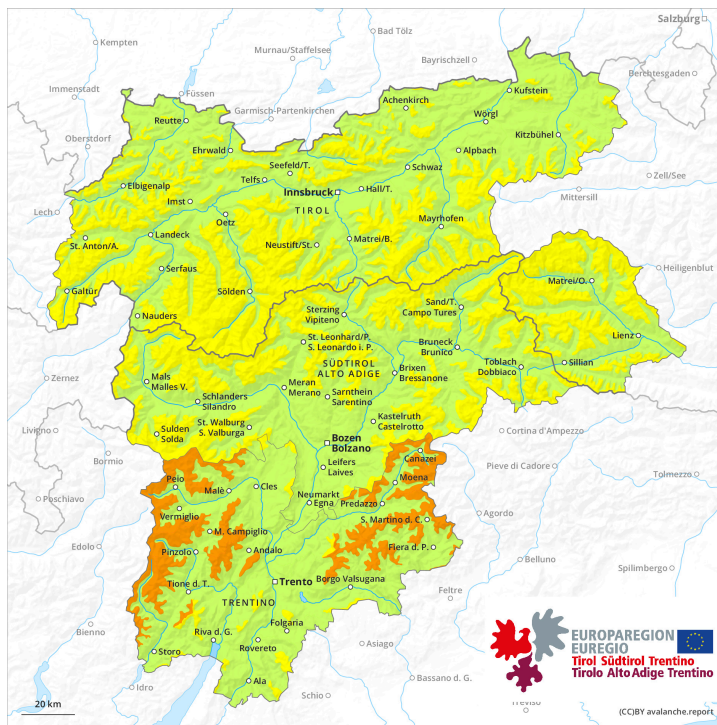 Salzburg
Kempten
Bad Tölz
Murnau/Staffelsee
Bayrischzell
Berchtesgaden
Immenstadt
Füssen
Kufstein
Achenkirch
Garmisch-Partenkirchen
Reutte
Wörgl
Oberstdorf
Kitzbühel
Ehrwald
Alpbach
Seefeld/T.
Schwaz
Telfs
Zell/See
Elbigenalp
Innsbruck
Hall/T.
Mittersill
Imst
TIROL
Lech
Oetz
Mayrhofen
Landeck
St. Anton/A.
Neustift/St.
Matrei/B.
Heiligenblut
Serfaus
Matrei/O.
Galtür
Sölden
Sand/T.
Campo Tures
Nauders
Sterzing
Vipiteno
Lienz
St. Leonhard/P.
S. Leonardo i. P.
Bruneck
Brunico
SÜDTIROL
ALTO ADIGE
Toblach
Dobbiaco
Sillian
Brixen
Bressanone
Zernez
Mals
Malles V.
Meran
Merano
Schlanders
Silandro
Sarnthein
Sarentino
St. Walburg
S. Valburga
Kastelruth
Castelrotto
Livigno
Sulden
Solda
Cortina d'Ampezzo
Bozen
Bolzano
Bormio
Canazei
Pieve di Cadore
Leifers
Laives
Tolmezzo
Poschiavo
Peio
Malè
Cles
Moena
Neumarkt
Egna
Predazzo
Vermiglio
Agordo
S. Martino d. C.
M. Campiglio
Edolo
Pinzolo
Andalo
Fiera d. P.
Belluno
Spilimbergo
Trento
Borgo Valsugana
Tione d. T.
Feltre
TRENTINO
Folgaria
Bienno
Riva d. G.
Rovereto
Asiago
Storo
Bassano d. G.
Ala
Idro
Schio
Treviso
EUROPAREGION
EUREGIO
Tirol Südtirol Trentino
Tirolo Alto Adige Trentino
20 km
(CC)BY avalanche.report